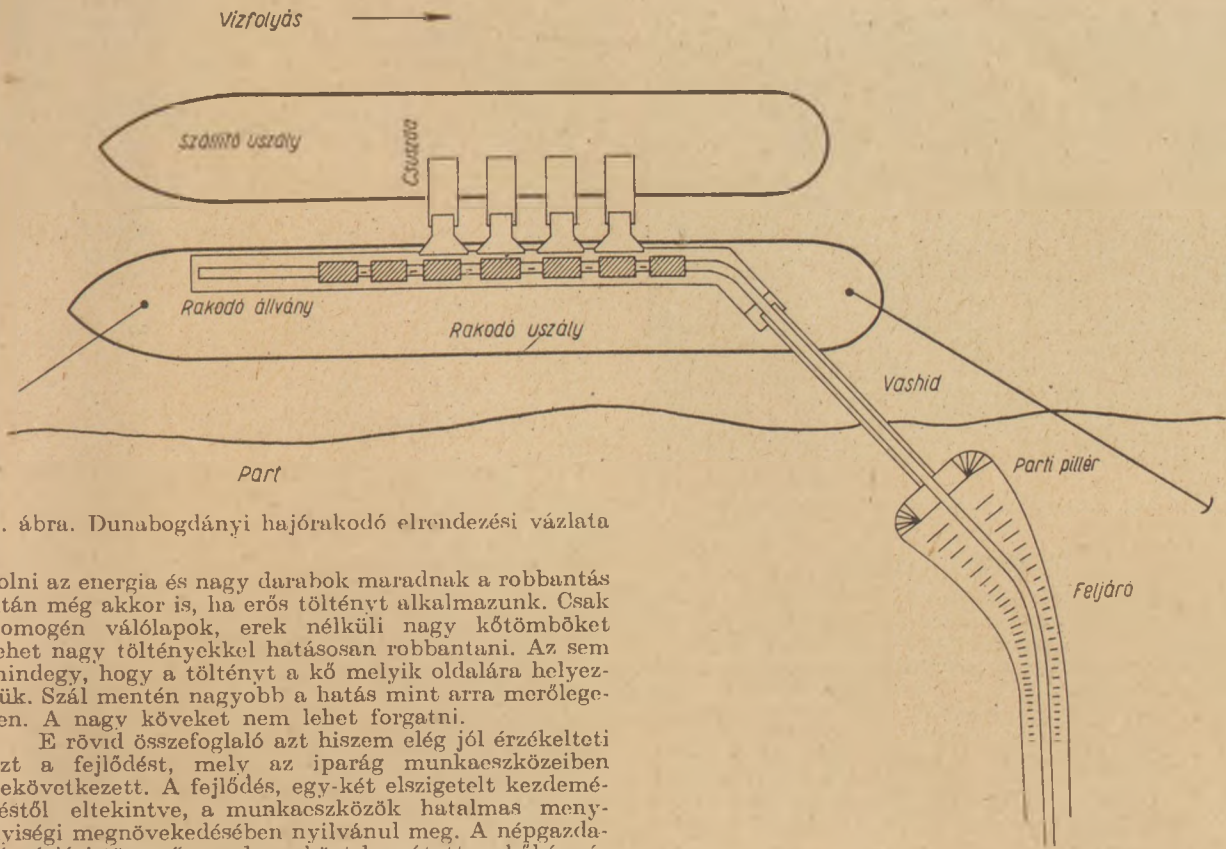 Vízfolyás
szállító uszály
Csuszda
Rakodó állvány
Rakodó uszály
Vashid
Part
Parti pillér
Feljáró
. ábra. Dunabogdányi hajórakodó elrendezési vázlata
olni az energia és nagy darabok maradnak a robbantás
tán még akkor is, ha erős töltényt alkalmazunk. Csak
omogén válólapok, erek nélküli nagy kőtömböket
ehet nagy töltényekkel hatásosan robbantani. Az sem
mindegy, hogy a töltényt a kő melyik oldalára helyez-
ük. Szál mentén nagyobb a hatás mint arra merőlege-
en. A nagy köveket nem lehet forgatni.
E rövid összefoglaló azt hiszem elég jól érzékelteti
zt a fejlődést, mely az iparág munkaeszközeiben
ekövetkezett. A fejlődés, egy-két elszigetelt kezdemé-
éstől eltekintve, a munkaeszközök hatalmas meny-
yiségi megnövekedésében nyilvánul meg. A népgazda-